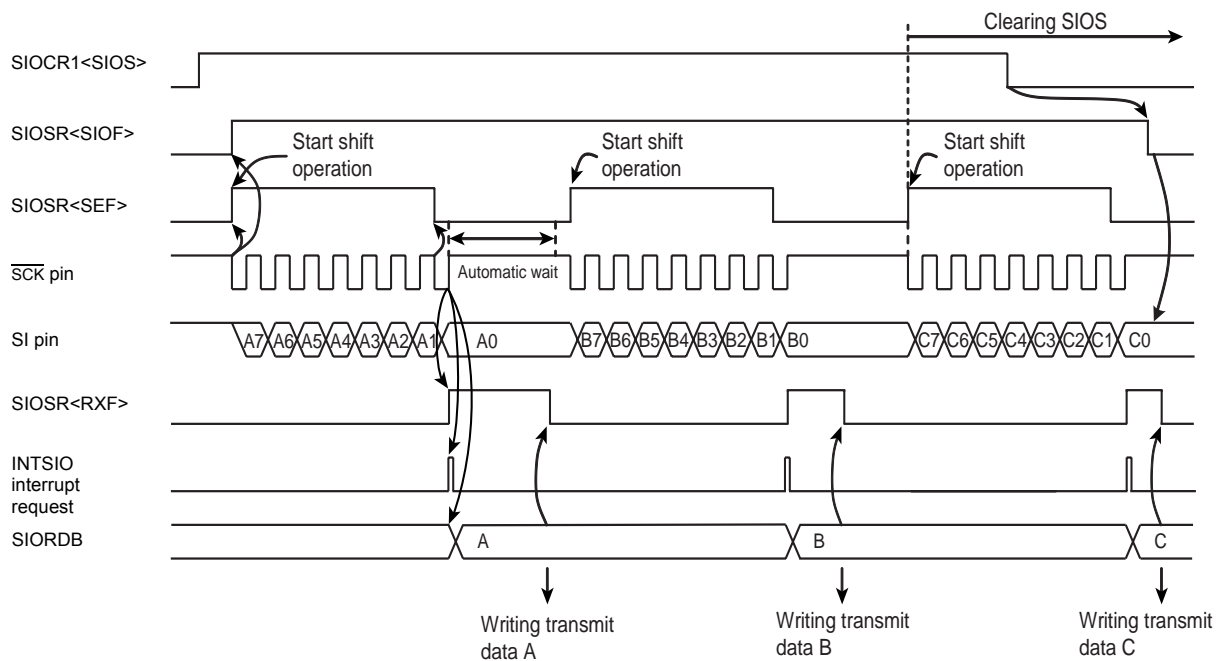 Clearing SIOS
SIOCR1<SIOS>
SIOSR<SIOF>
Start shift
operation
Start shift
operation
Start shift
operation
SIOSR<SEF>
SCK pin
Automatic wait
SI pin
A7 A6 A5 A4 A3 A2 A1 A0 B7 B6 B5 B4 B3 B2 B1 B0 C7 C6 C5 C4 C3 C2 C1 C0
SIOSR<RXF>
INTSIO
interrupt
request
SIORDB
A B C
Writing transmit
data A
Writing transmit
data B
Writing transmit
data C